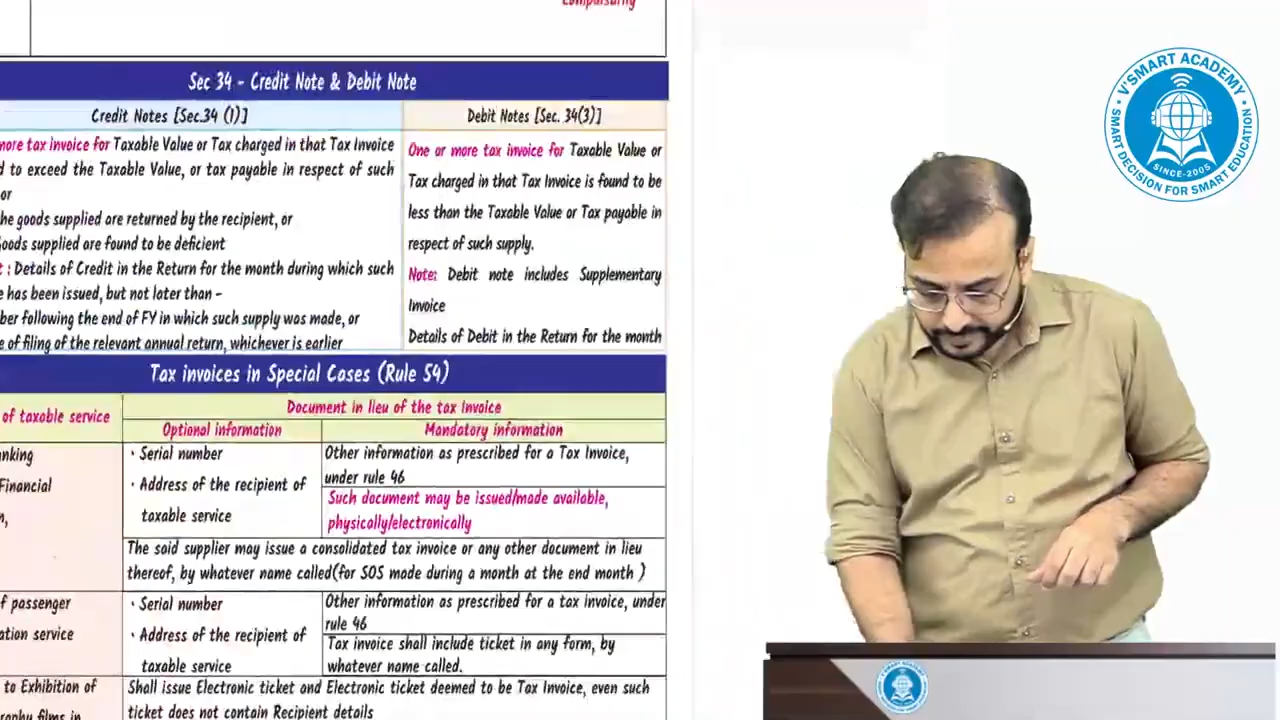 Compulsarily
Sec 34 - Credit Note & Debit Note
Credit Notes [Sec.34 (1)]
Debit Notes [Sec. 34(3)]
more tax invoice for Taxable Value or Tax charged in that Tax Invoice
d to exceed the Taxable Value, or tax payable in respect of such
or
he goods supplied are returned by the recipient, or
oods supplied are found to be deficient
: Details of Credit in the Return for the month during which such
e has been issued, but not later than -
ber following the end of FY in which such supply was made, or
e of filing of the relevant annual return, whichever is earlier
One or more tax invoice for Taxable Value or
Tax charged in that Tax Invoice is found to be
less than the Taxable Value or Tax payable in
respect of such supply.
Note: Debit note includes Supplementary
Invoice
Details of Debit in the Return for the month
Tax invoices in Special Cases (Rule 54)
of taxable service
Document in lieu of the tax Invoice
Optional information
Mandatory information
nking
Financial
n,
• Serial number
• Address of the recipient of
taxable service
Other information as prescribed for a Tax Invoice,
under rule 46
Such document may be issued/made available,
physically/electronically
The said supplier may issue a consolidated tax invoice or any other document in lieu
thereof, by whatever name called(for SOS made during a month at the end month )
f passenger
ation service
• Serial number
• Address of the recipient of
taxable service
Other information as prescribed for a tax invoice, under
rule 46
Tax invoice shall include ticket in any form, by
whatever name called.
to Exhibition of
raphy films in
Shall issue Electronic ticket and Electronic ticket deemed to be Tax Invoice, even such
ticket does not contain Recipient details
V'SMART ACADEMY
SINCE-2005
SMART DECISION FOR SMART EDUCATION